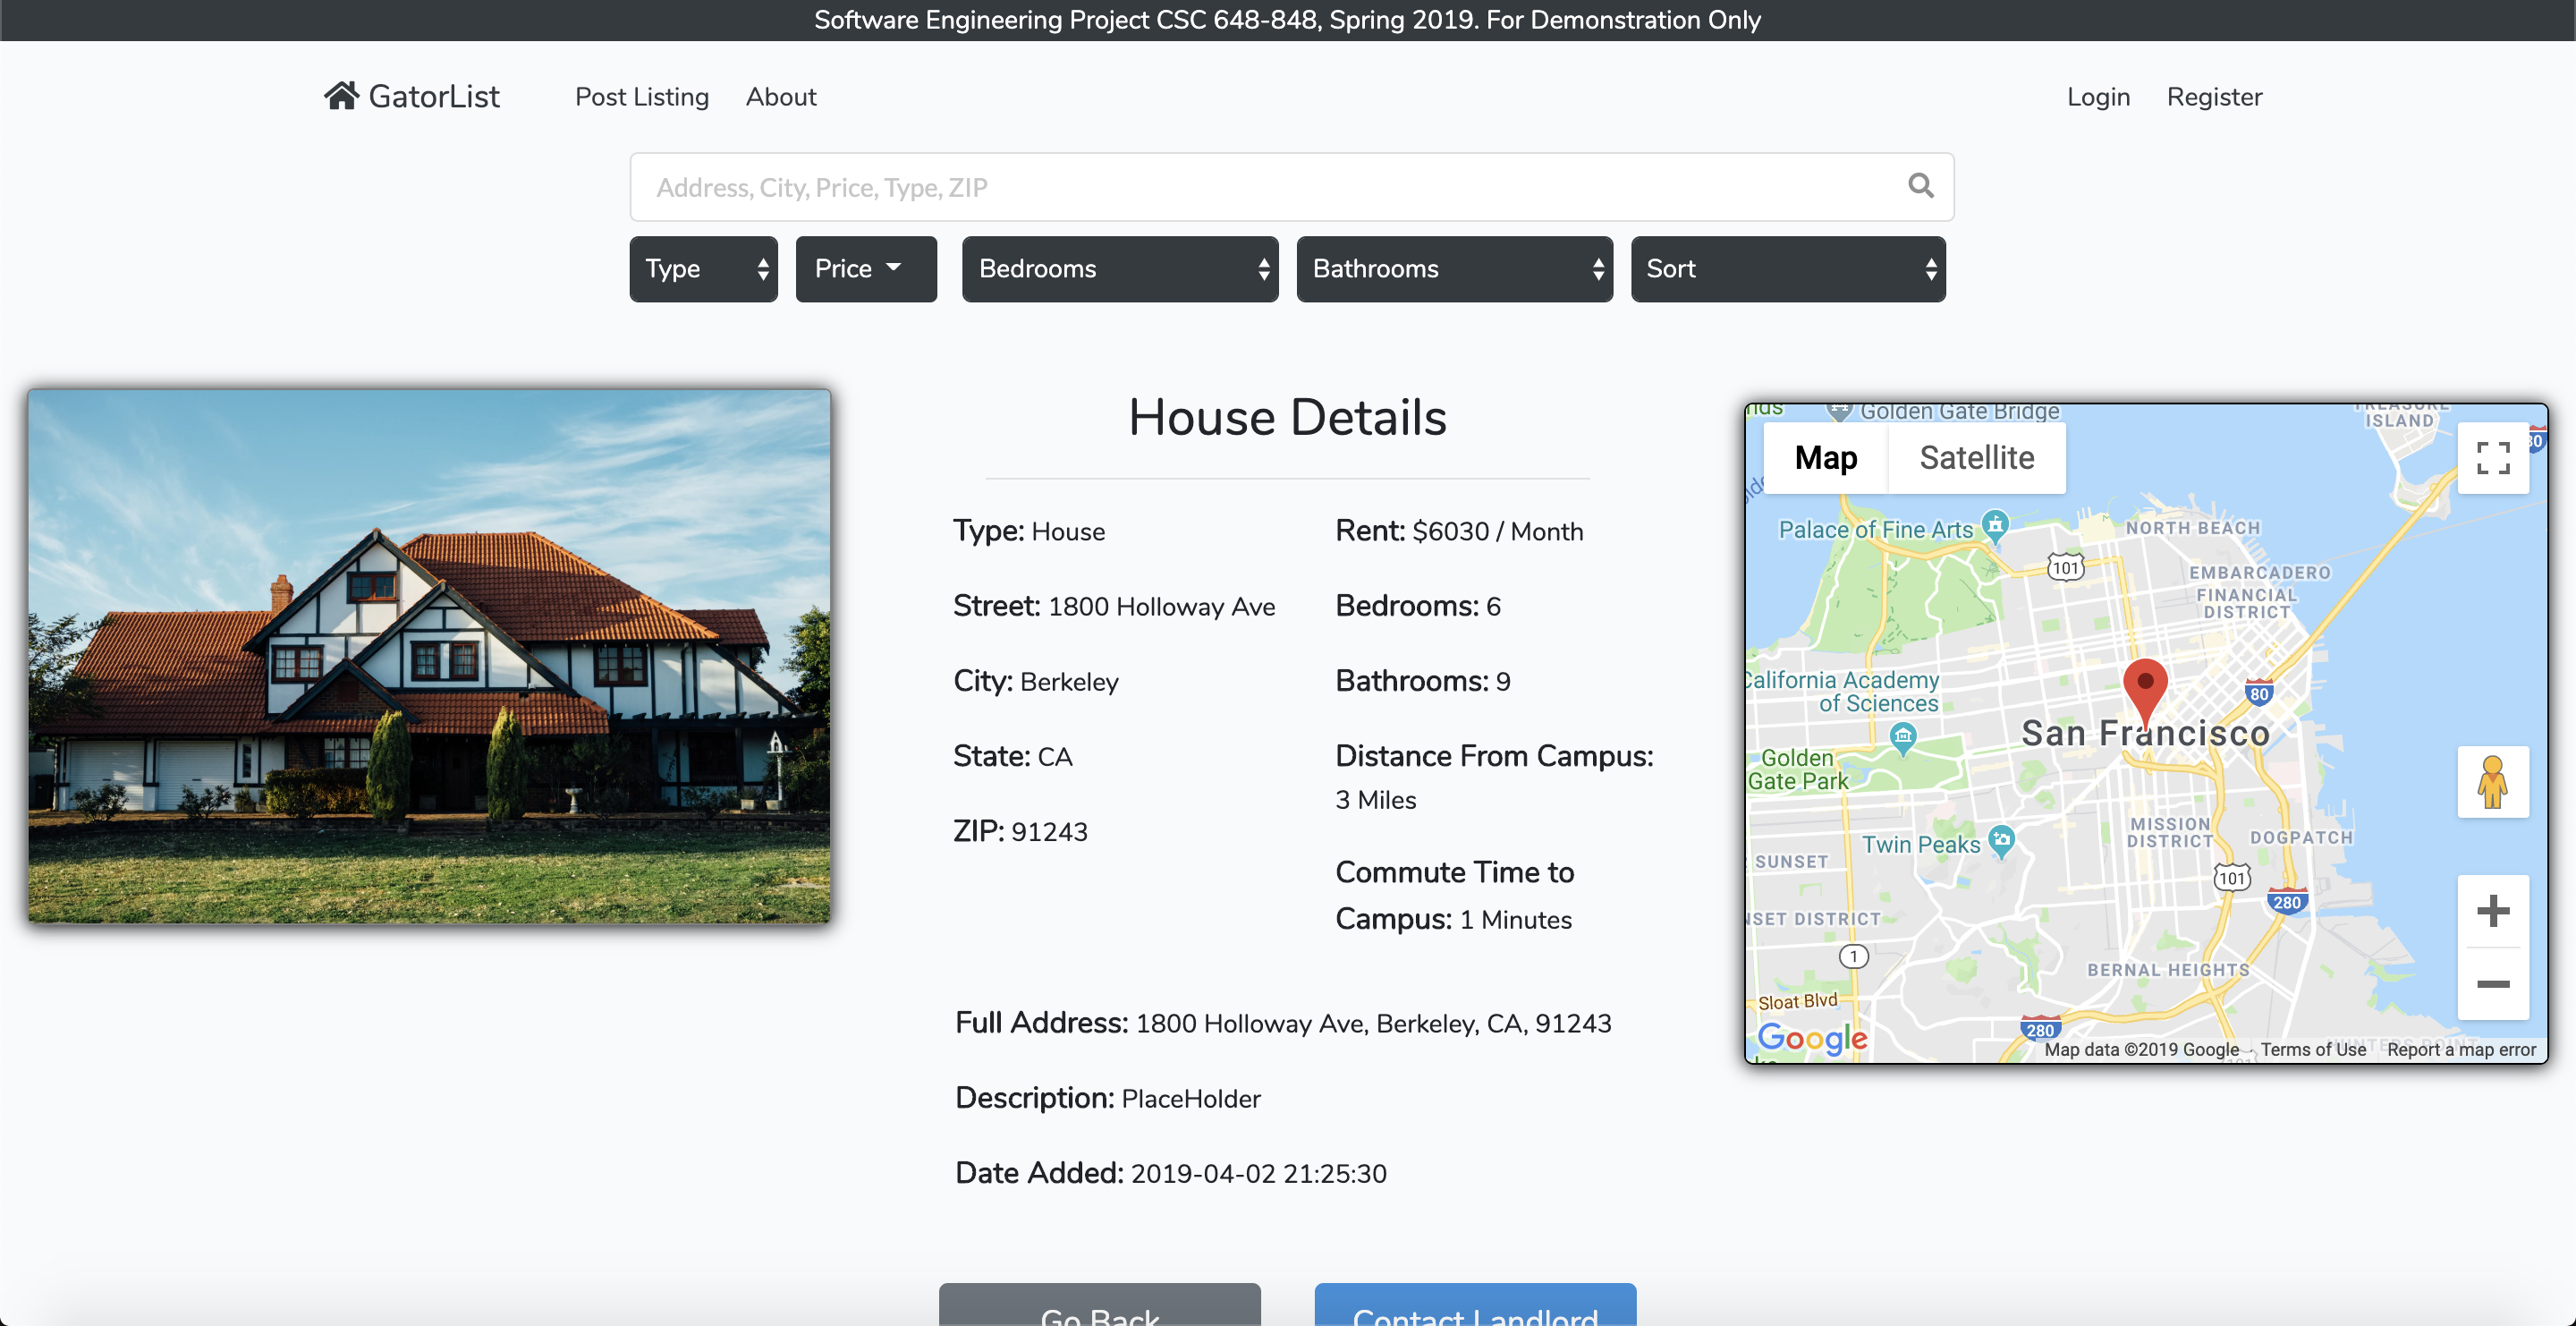 Software Engineering Project CSC 648-848, Spring 2019. For Demonstration Only
GatorList
Post Listing
About
Login
Register
Address, City, Price, Type, ZIP
Type
Price
Bedrooms
Bathrooms
Sort
House Details
Type: House
Street: 1800 Holloway Ave
City: Berkeley
State: CA
ZIP: 91243
Rent: $6030 / Month
Bedrooms: 6
Bathrooms: 9
Distance From Campus:
3 Miles
Commute Time to
Campus: 1 Minutes
Full Address: 1800 Holloway Ave, Berkeley, CA, 91243
Description: PlaceHolder
Date Added: 2019-04-02 21:25:30
Go Back
Contact Landlord
Golden Gate Bridge
TREASURE
ISLAND
Map
Satellite
80
Palace of Fine Arts
NORTH BEACH
101
EMBARCADERO
FINANCIAL
DISTRICT
California Academy
of Sciences
80
San Francisco
Golden
Gate Park
MISSION
DISTRICT
DOGPATCH
Twin Peaks
SUNSET
101
280
NSET DISTRICT
1
BERNAL HEIGHTS
Sloat Blvd
280
Google
Map data ©2019 Google
Terms of Use
Report a map error